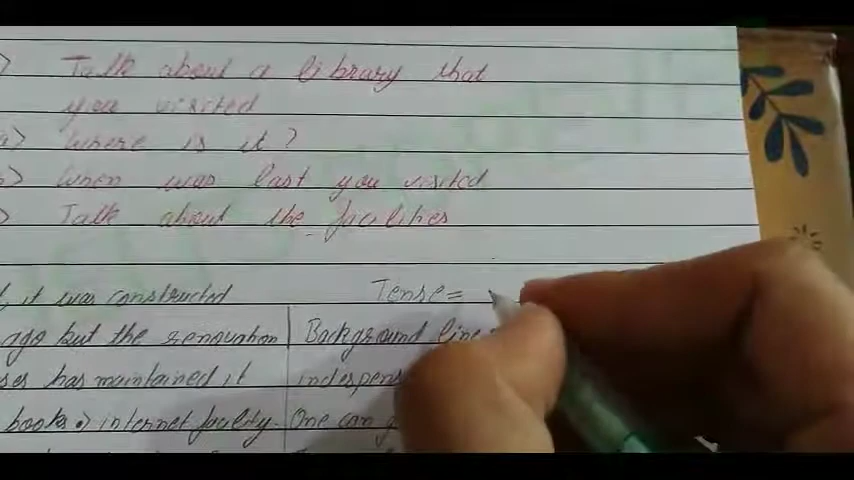 Talk about a library that
you visited
Where is it?
When was last you visited
Talk about the facilities
it was constructed
Tense=
ago but the renovation
Background line
has maintained it
indispens
books internet facility.
One can